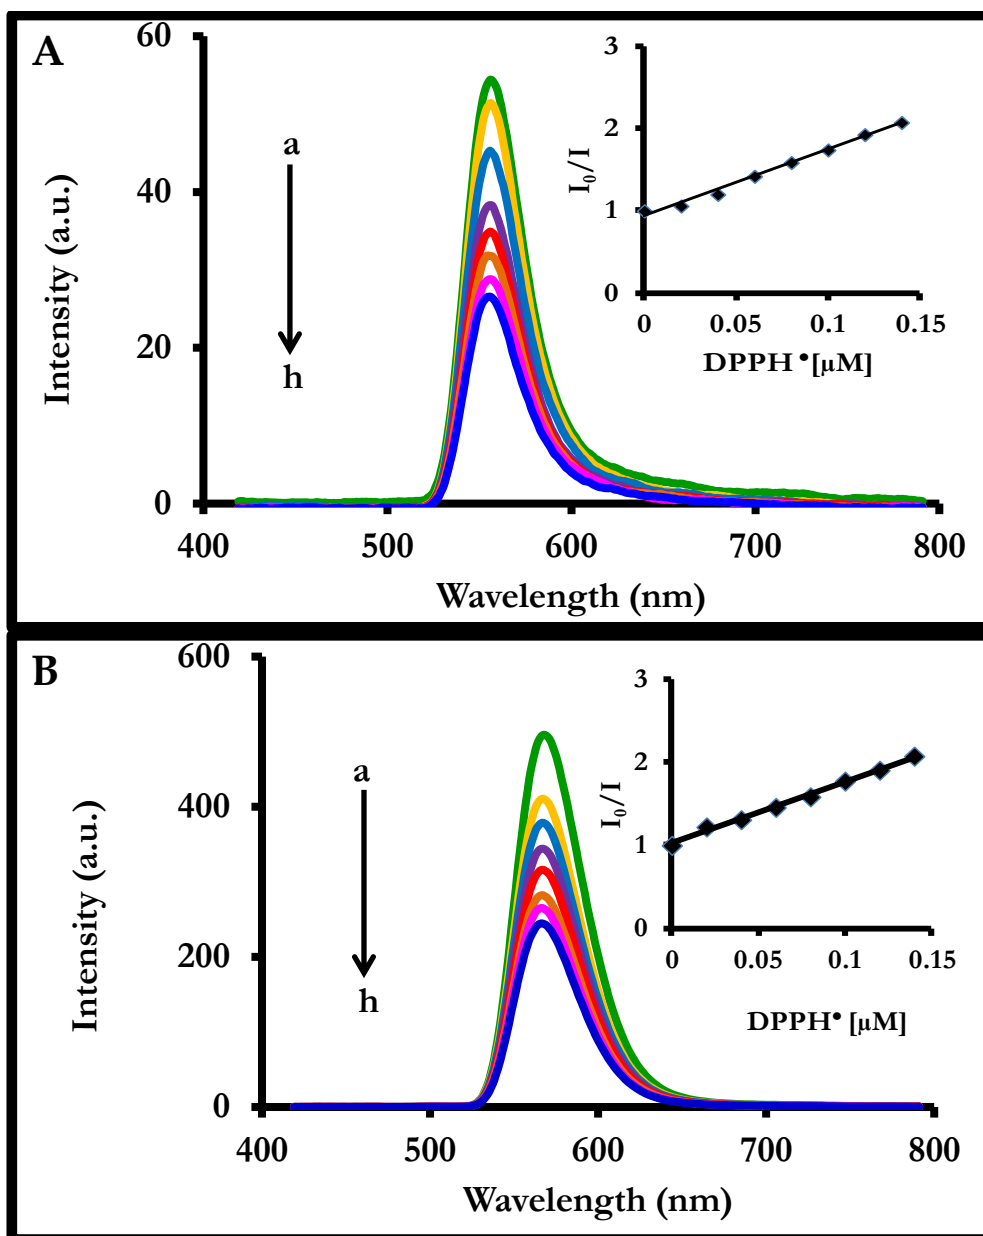 A
60
40
20
0
400
500
600
700
800
Intensity (a.u.)
Wavelength (nm)
a
h
3
2
1
0
0
0.05
0.1
0.15
I₀/I
DPPH•[µM]
B
600
400
200
0
400
500
600
700
800
Intensity (a.u.)
Wavelength (nm)
a
h
3
2
1
0
0
0.05
0.1
0.15
I₀/I
DPPH• [µM]